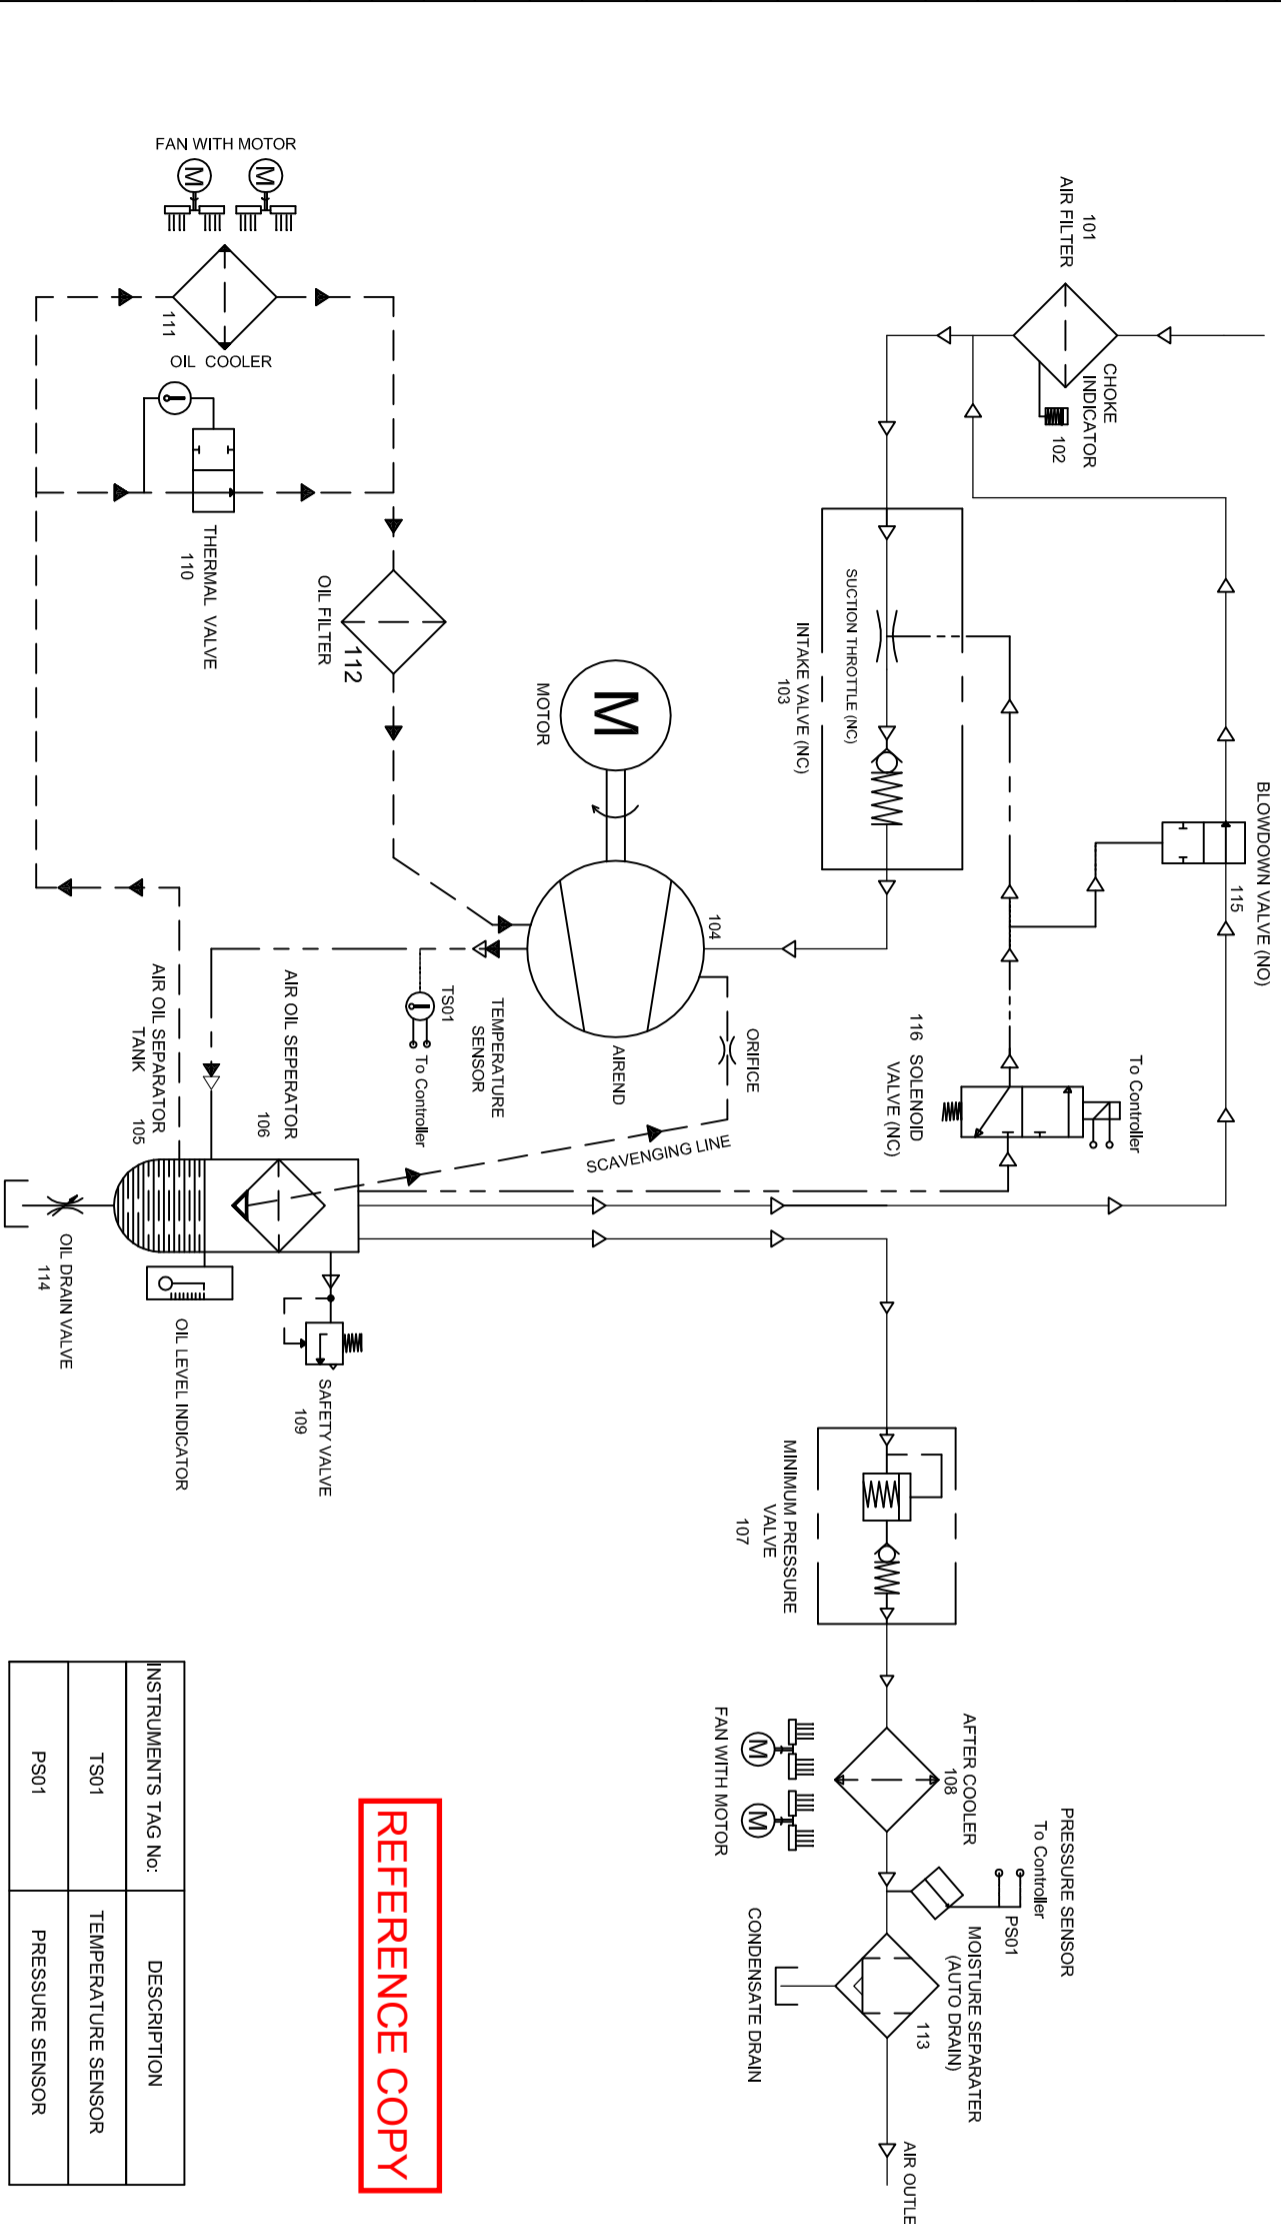 FAN WITH MOTOR
M
M
111
OIL COOLER
THERMAL VALVE
110
OIL FILTER
112
101
AIR FILTER
CHOKE
INDICATOR
102
SUCTION THROTTLE (NC)
INTAKE VALVE (NC)
103
M
MOTOR
BLOWDOWN VALVE (NO)
115
104
AIREND
ORIFICE
116 SOLENOID
VALVE (NC)
To Controller
TS01
To Controller
TEMPERATURE
SENSOR
SCAVENGING LINE
AIR OIL SEPERATOR
106
AIR OIL SEPARATOR
TANK
105
OIL DRAIN VALVE
114
OIL LEVEL INDICATOR
SAFETY VALVE
109
MINIMUM PRESSURE
VALVE
107
AFTER COOLER
108
FAN WITH MOTOR
M
M
PRESSURE SENSOR
To Controller
PS01
MOISTURE SEPARATER
(AUTO DRAIN)
113
CONDENSATE DRAIN
AIR OUTLE
REFERENCE COPY
INSTRUMENTS TAG No: DESCRIPTION
TS01 TEMPERATURE SENSOR
PS01 PRESSURE SENSOR